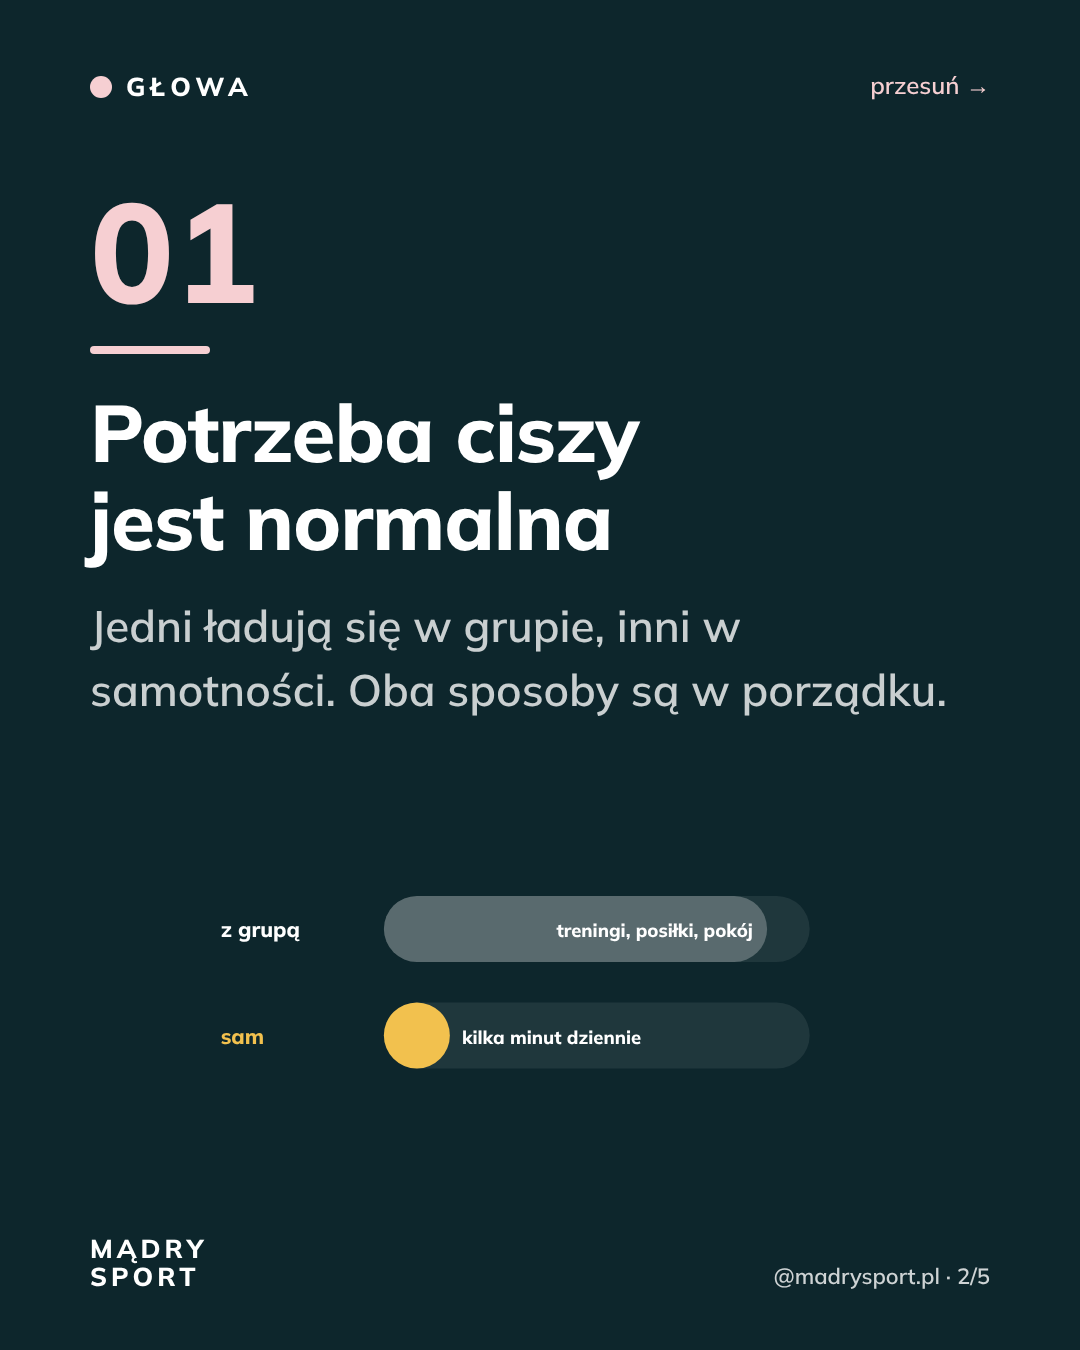 GŁOWA
przesuń →
01
Potrzeba ciszy
jest normalna
Jedni ładują się w grupie, inni w
samotności. Oba sposoby są w porządku.
z grupą
treningi, posiłki, pokój
sam
kilka minut dziennie
MĄDRY
SPORT
@madrysport.pl · 2/5